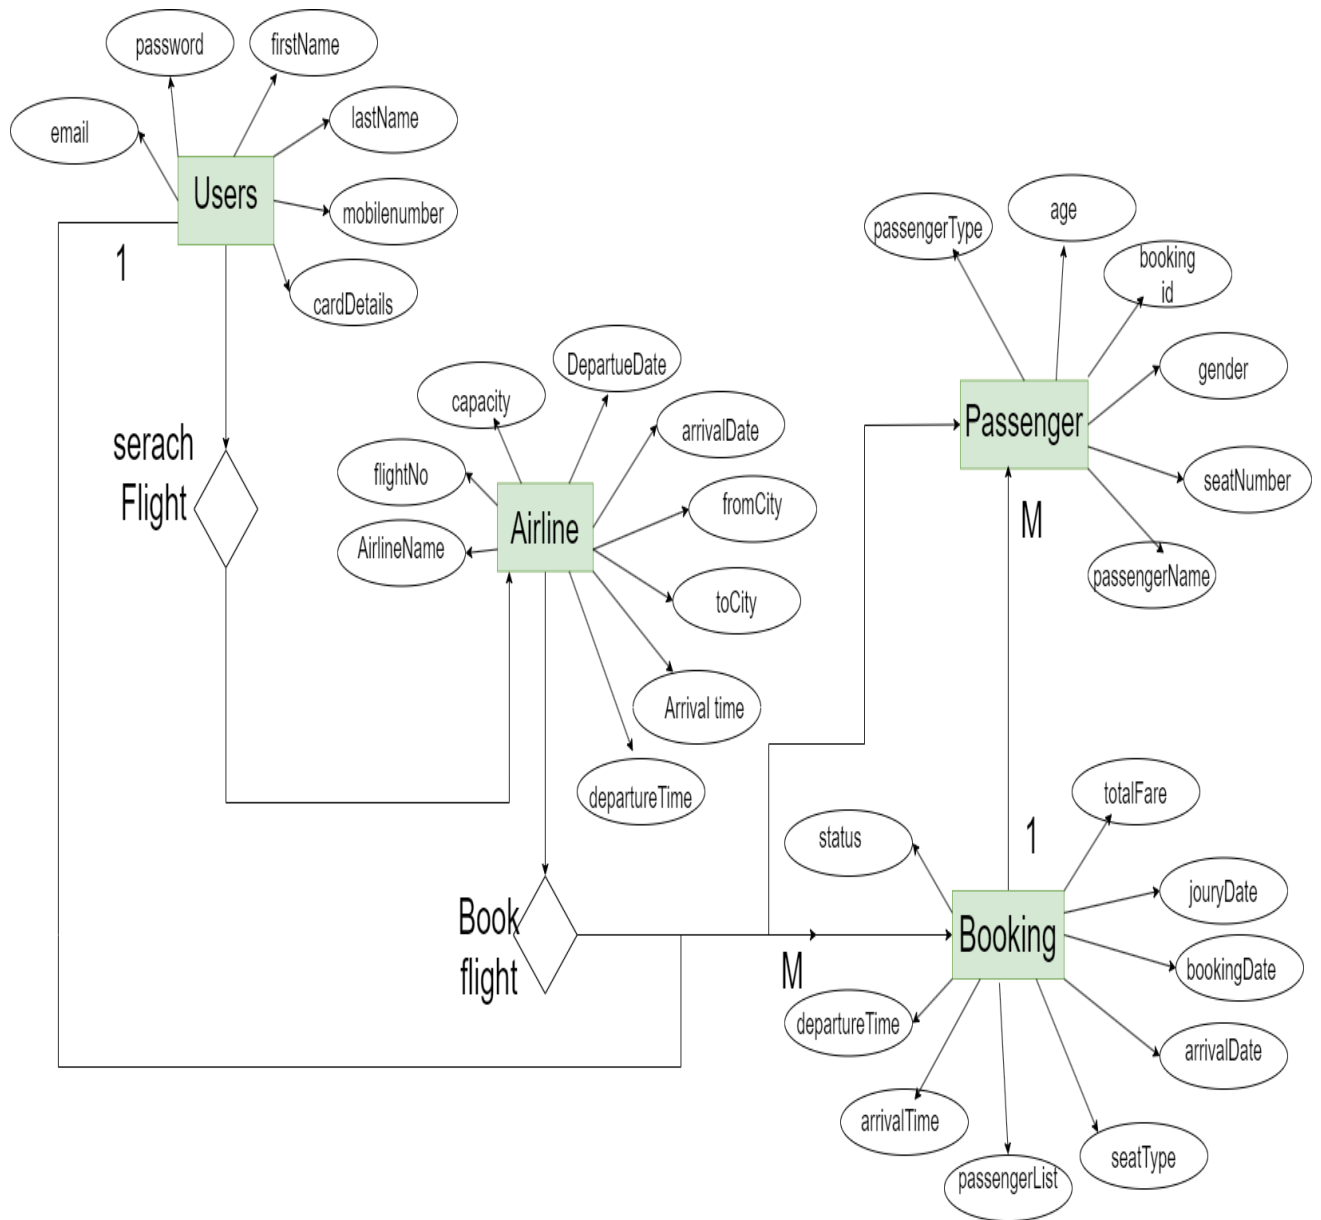 password
firstName
email
lastName
Users
mobilenumber
1
cardDetails
passengerType
age
booking
id
gender
Passenger
seatNumber
M
passengerName
serach
Flight
DepartueDate
capacity
arrivalDate
flightNo
fromCity
Airline
AirlineName
toCity
Arrival time
departureTime
totalFare
status
1
jouryDate
Book
flight
Booking
M
bookingDate
departureTime
arrivalDate
arrivalTime
seatType
passengerList